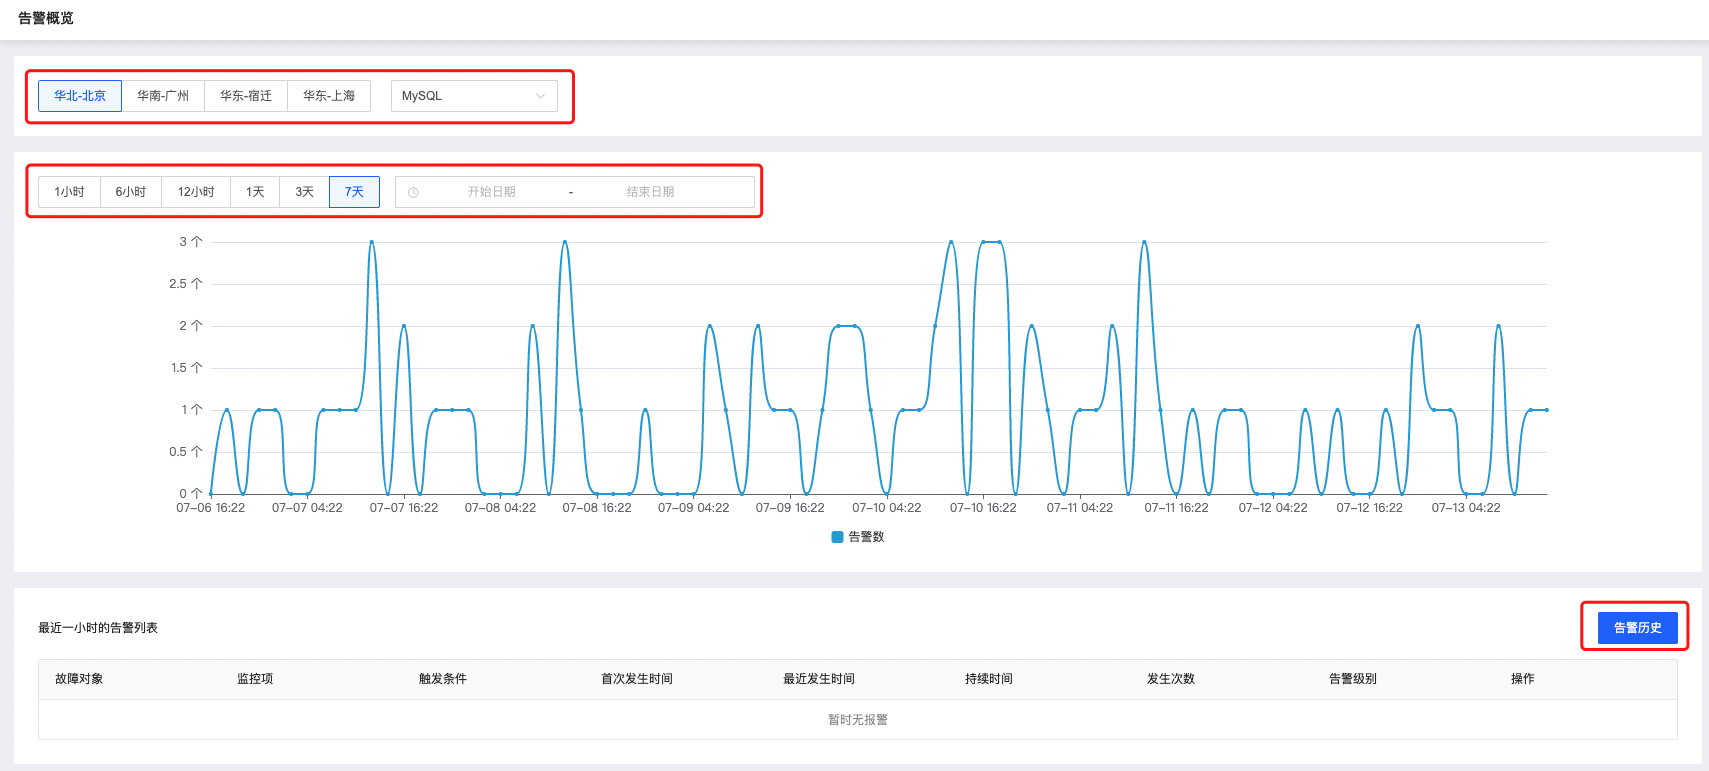 告警概览
华北-北京 华南-广州 华东-宿迁 华东-上海 MySQL
1小时 6小时 12小时 1天 3天 7天 开始日期 - 结束日期
3 个
2.5 个
2 个
1.5 个
1 个
0.5 个
0 个
07-06 16:22 07-07 04:22 07-07 16:22 07-08 04:22 07-08 16:22 07-09 04:22 07-09 16:22 07-10 04:22 07-10 16:22 07-11 04:22 07-11 16:22 07-12 04:22 07-12 16:22 07-13 04:22
告警数
最近一小时的告警列表 告警历史
故障对象 监控项 触发条件 首次发生时间 最近发生时间 持续时间 发生次数 告警级别 操作
暂时无报警